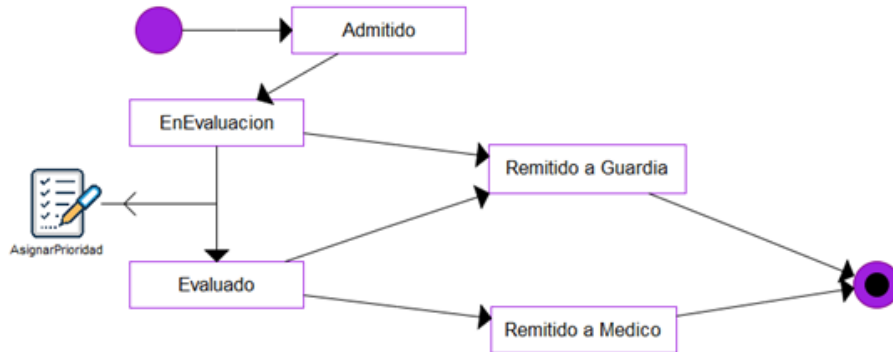 Admitido
EnEvaluacion
Remitido a Guardia
AsignarPrioridad
Evaluado
Remitido a Medico